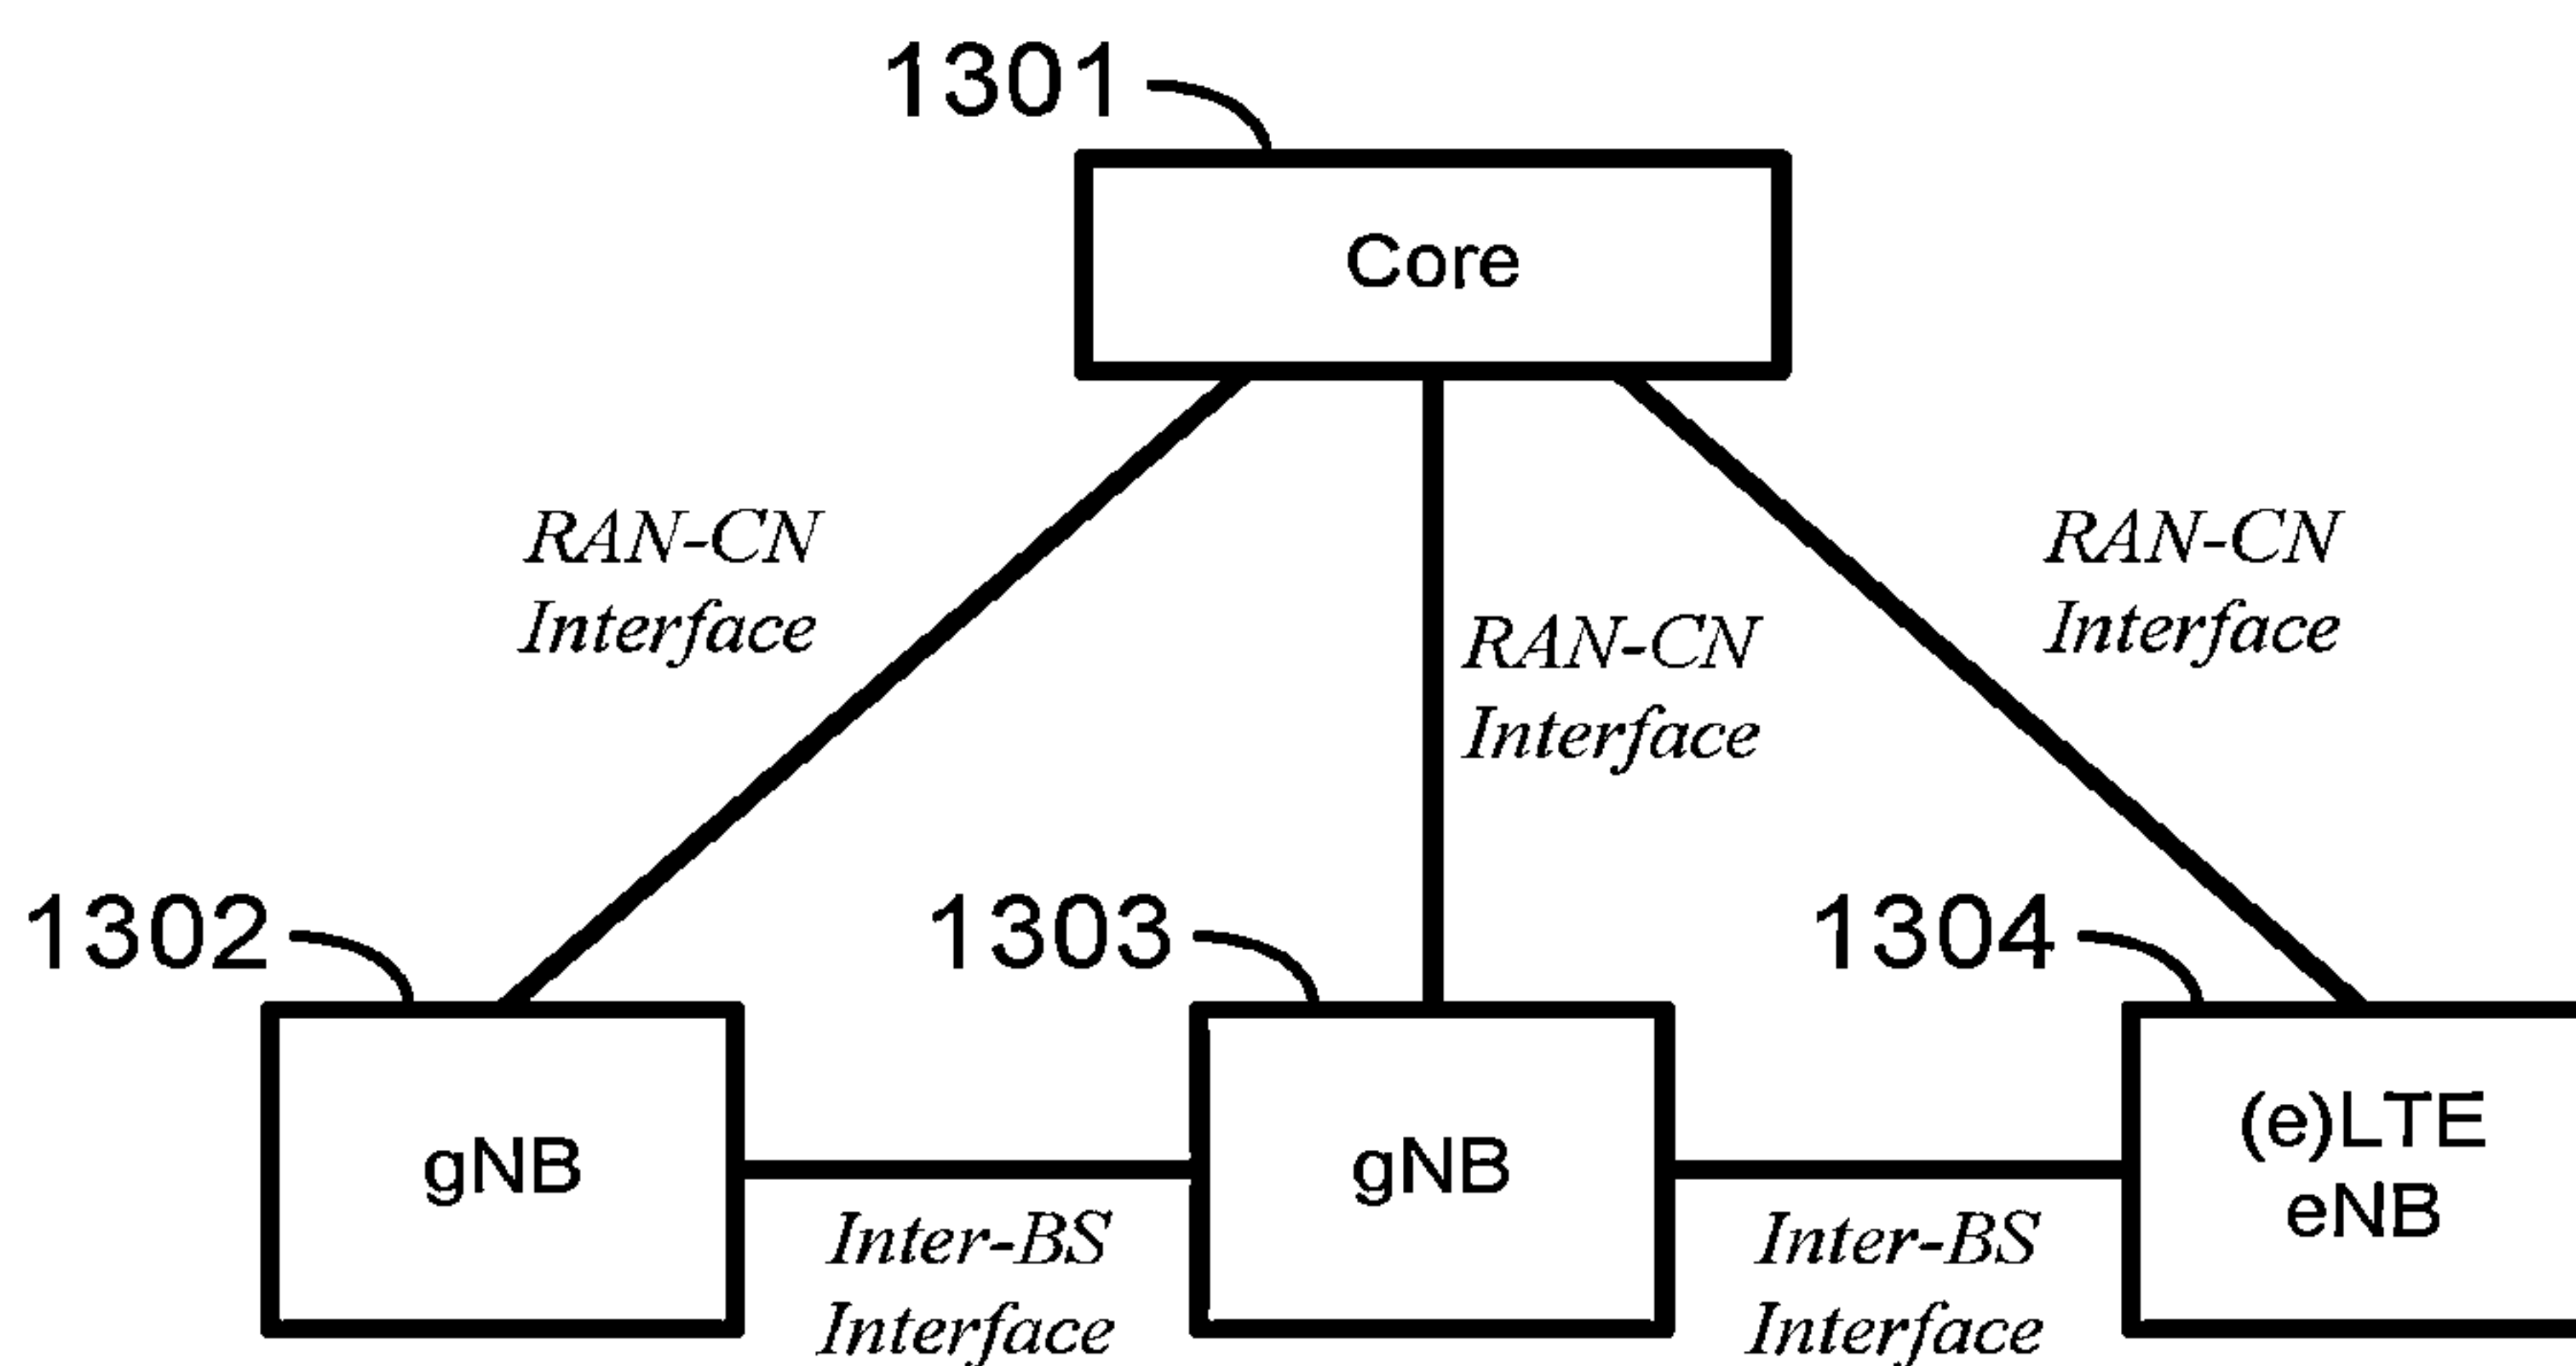 1301
Core
RAN-CN
Interface
RAN-CN
Interface
RAN-CN
Interface
1302
1303
1304
gNB
gNB
(e)LTE
eNB
Inter-BS
Interface
Inter-BS
Interface